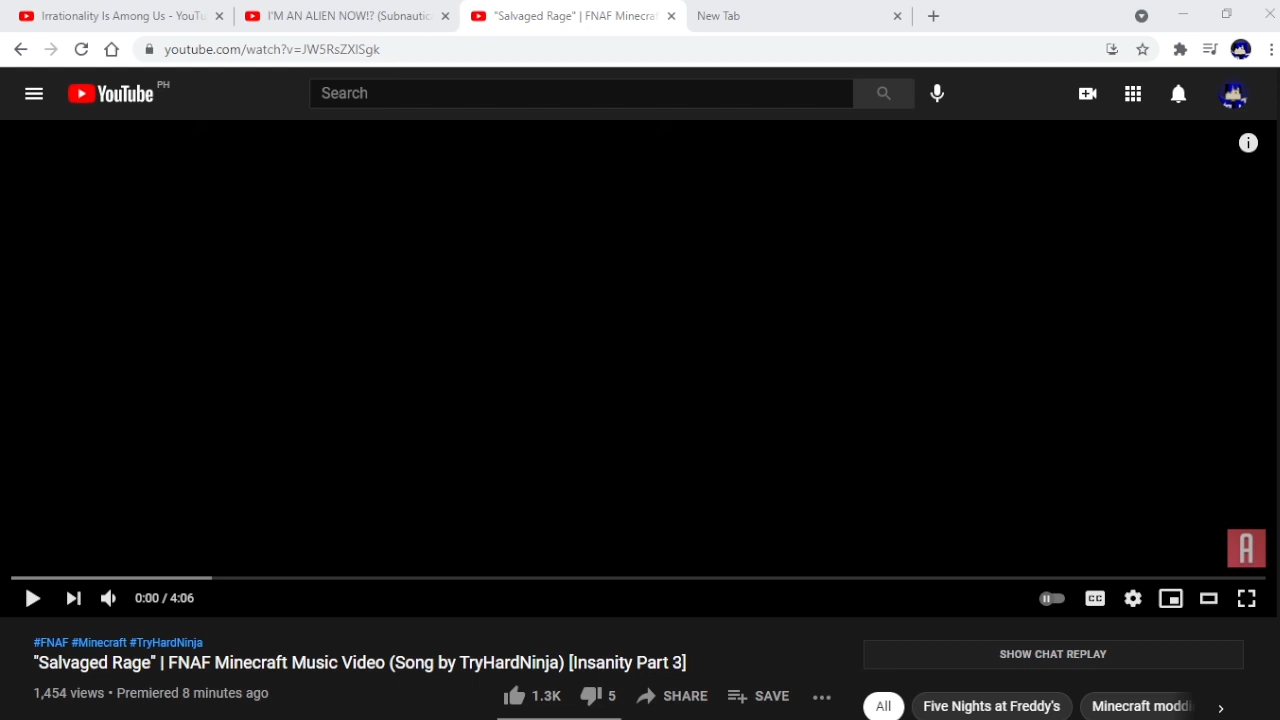 Irrationality Is Among Us - YouTu
I'M AN ALIEN NOW!? (Subnautic
"Salvaged Rage" | FNAF Minecraf
New Tab
youtube.com/watch?v=JW5RsZXlSgk
YouTube PH
Search
A
0:00 / 4:06
CC
#FNAF #Minecraft #TryHardNinja
"Salvaged Rage" | FNAF Minecraft Music Video (Song by TryHardNinja) [Insanity Part 3]
1,454 views • Premiered 8 minutes ago
1.3K
5
SHARE
SAVE
SHOW CHAT REPLAY
All
Five Nights at Freddy's
Minecraft moddi